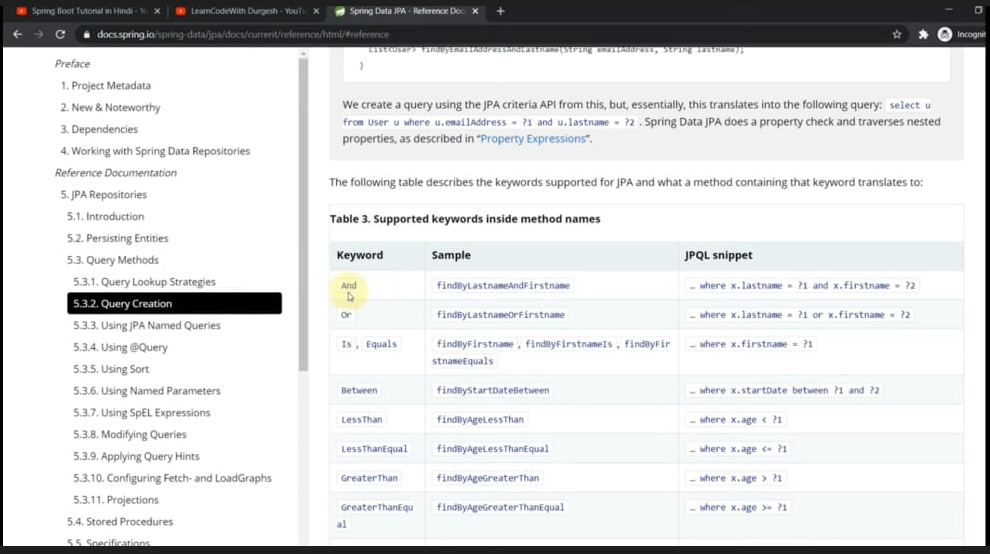 Spring Boot Tutorial in Hindi - Y
LearnCodeWith Durgesh - YouTu
Spring Data JPA - Reference Doc
docs.spring.io/spring-data/jpa/docs/current/reference/html/#reference
Incogni
Preface
1. Project Metadata
2. New & Noteworthy
3. Dependencies
4. Working with Spring Data Repositories
Reference Documentation
5. JPA Repositories
5.1. Introduction
5.2. Persisting Entities
5.3. Query Methods
5.3.1. Query Lookup Strategies
5.3.2. Query Creation
5.3.3. Using JPA Named Queries
5.3.4. Using @Query
5.3.5. Using Sort
5.3.6. Using Named Parameters
5.3.7. Using SpEL Expressions
5.3.8. Modifying Queries
5.3.9. Applying Query Hints
5.3.10. Configuring Fetch- and LoadGraphs
5.3.11. Projections
5.4. Stored Procedures
5.5. Specifications
List<User> findByEmailAddressAndLastname(String emailAddress, String lastname);
}
We create a query using the JPA criteria API from this, but, essentially, this translates into the following query: select u
from User u where u.emailAddress = ?1 and u.lastname = ?2 . Spring Data JPA does a property check and traverses nested
properties, as described in “Property Expressions”.
The following table describes the keywords supported for JPA and what a method containing that keyword translates to:
Table 3. Supported keywords inside method names
Keyword Sample JPQL snippet
And findByLastnameAndFirstname … where x.lastname = ?1 and x.firstname = ?2
Or findByLastnameOrFirstname … where x.lastname = ?1 or x.firstname = ?2
Is , Equals findByFirstname , findByFirstnameIs , findByFir … where x.firstname = ?1
stnameEquals
Between findByStartDateBetween … where x.startDate between ?1 and ?2
LessThan findByAgeLessThan … where x.age < ?1
LessThanEqual findByAgeLessThanEqual … where x.age <= ?1
GreaterThan findByAgeGreaterThan … where x.age > ?1
GreaterThanEqu findByAgeGreaterThanEqual … where x.age >= ?1
al